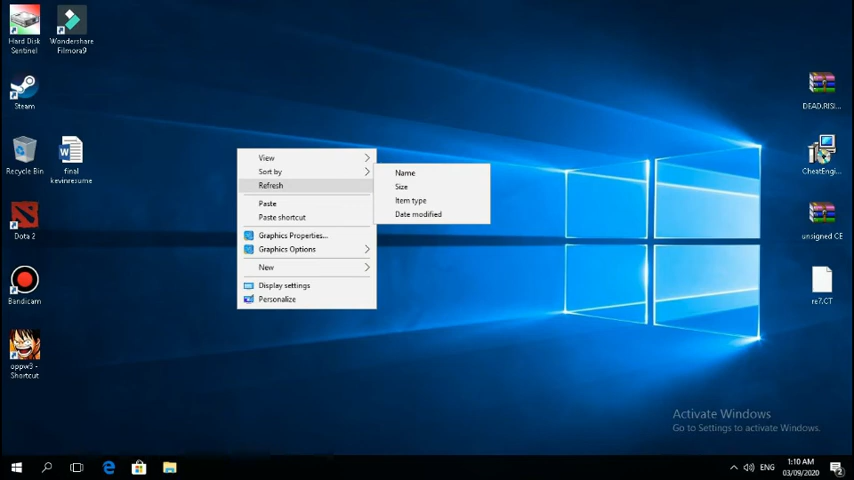 Hard Disk
Sentinel
Wondershare
Filmora9
Steam
Recycle Bin
final
kevinresume
Dota 2
Bandicam
oppw3 -
Shortcut
View
Sort by
Refresh
Paste
Paste shortcut
Graphics Properties...
Graphics Options
New
Display settings
Personalize
Name
Size
Item type
Date modified
DEAD.RISI...
CheatEngi...
unsigned CE
re7.CT
Activate Windows
Go to Settings to activate Windows.
ENG
1:10 AM
03/09/2020
2